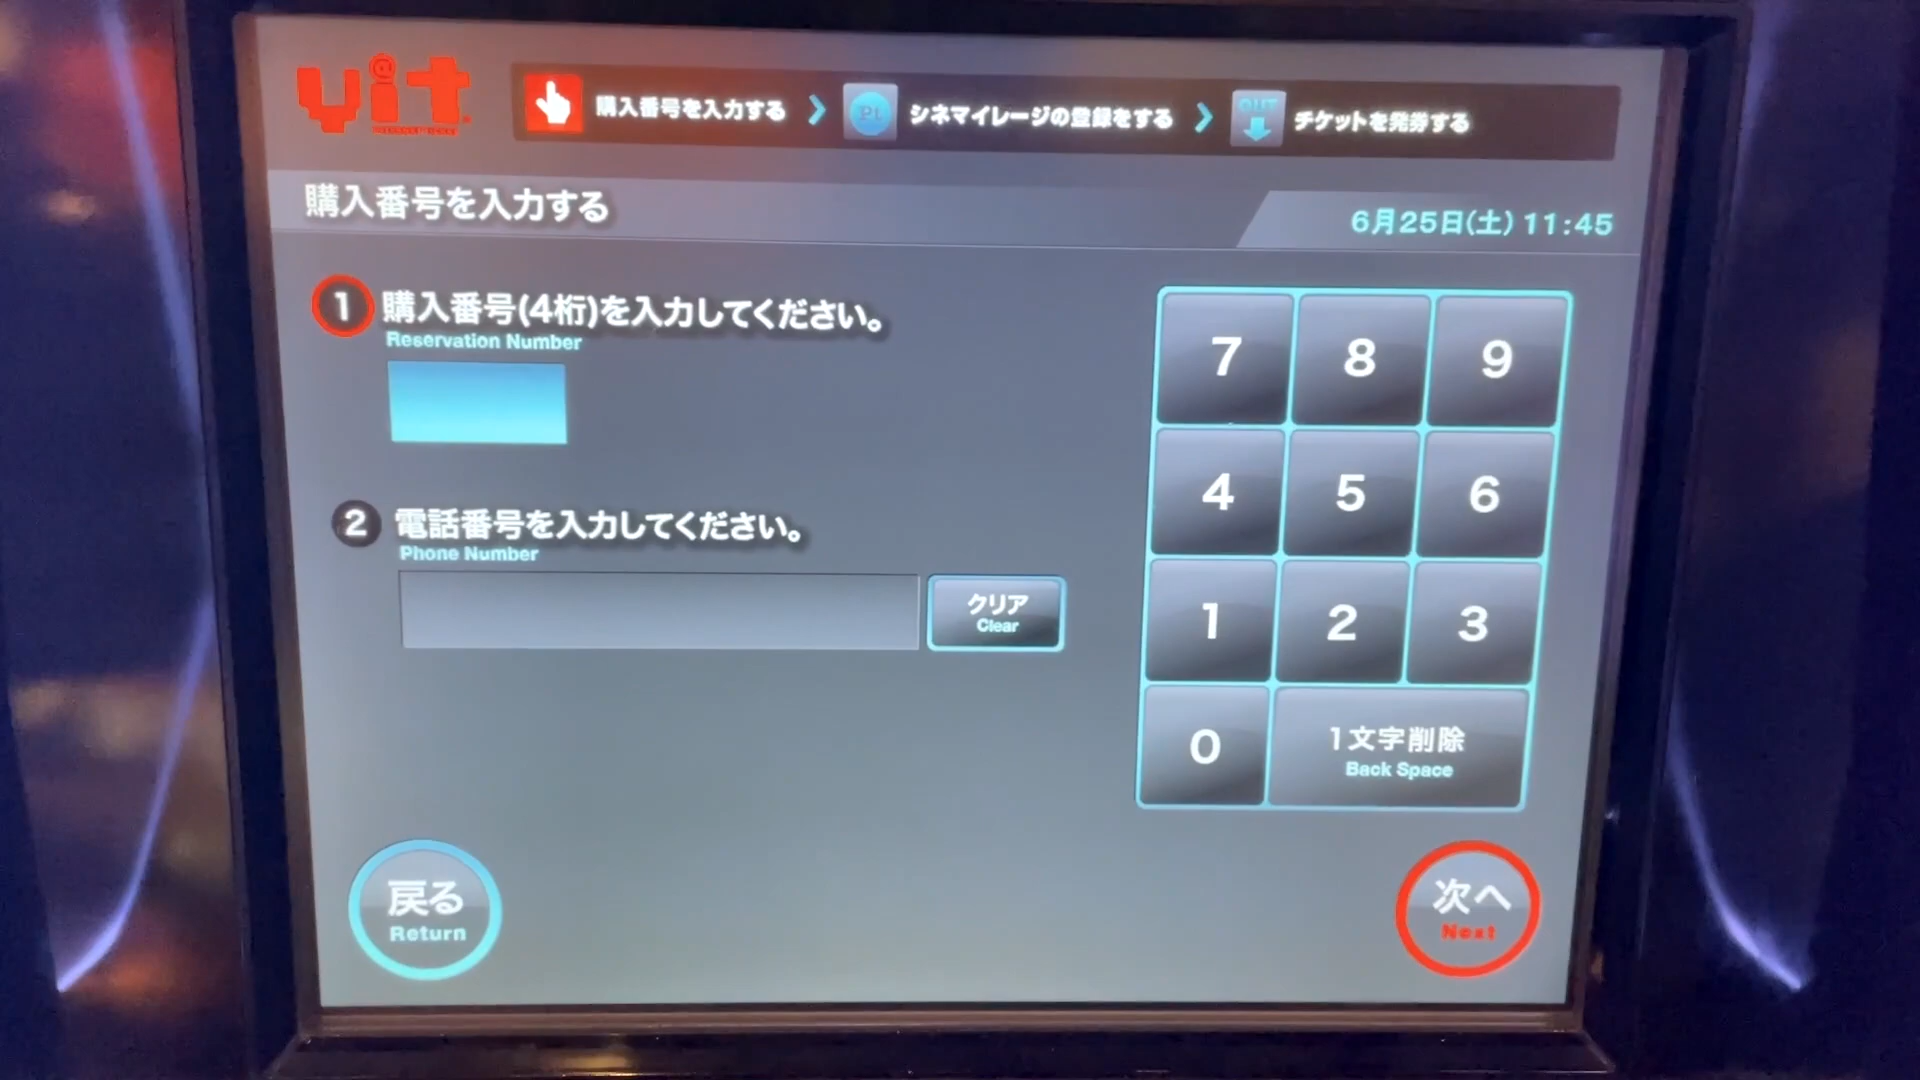 vit
購入番号を入力する
シネマイレージの登録をする
チケットを発券する
Pt
OUT
購入番号を入力する
6月25日(土) 11:45
1 購入番号(4桁)を入力してください。
Reservation Number
2 電話番号を入力してください。
Phone Number
クリア
Clear
7 8 9
4 5 6
1 2 3
0
1文字削除
Back Space
戻る
Return
次へ
Next